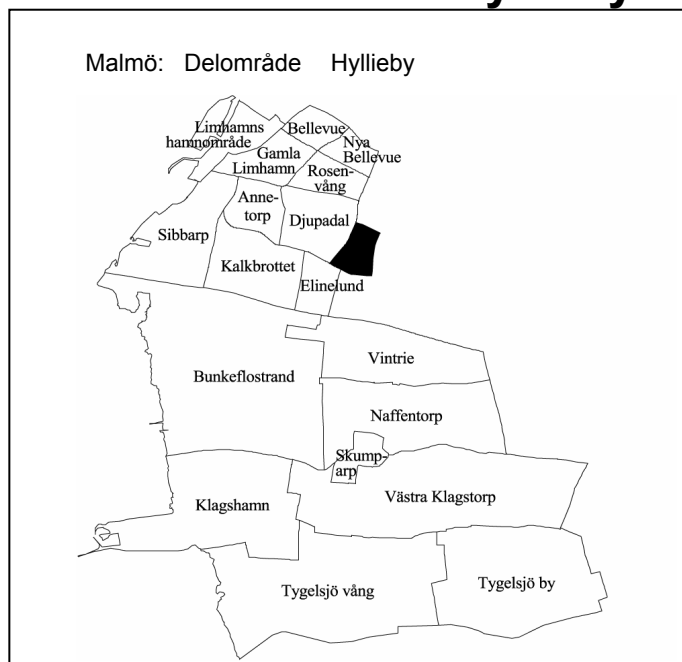 Malmö: Delområde Hyllieby
Limhamns
hamnområde
Bellevue
Nya
Bellevue
Gamla
Limhamn
Rosen-
vång
Anne-
torp
Djupadal
Sibbarp
Kalkbrottet
Elinelund
Vintrie
Bunkeflostrand
Naffentorp
Skump-
arp
Västra Klagstorp
Klagshamn
Tygelsjö vång
Tygelsjö by